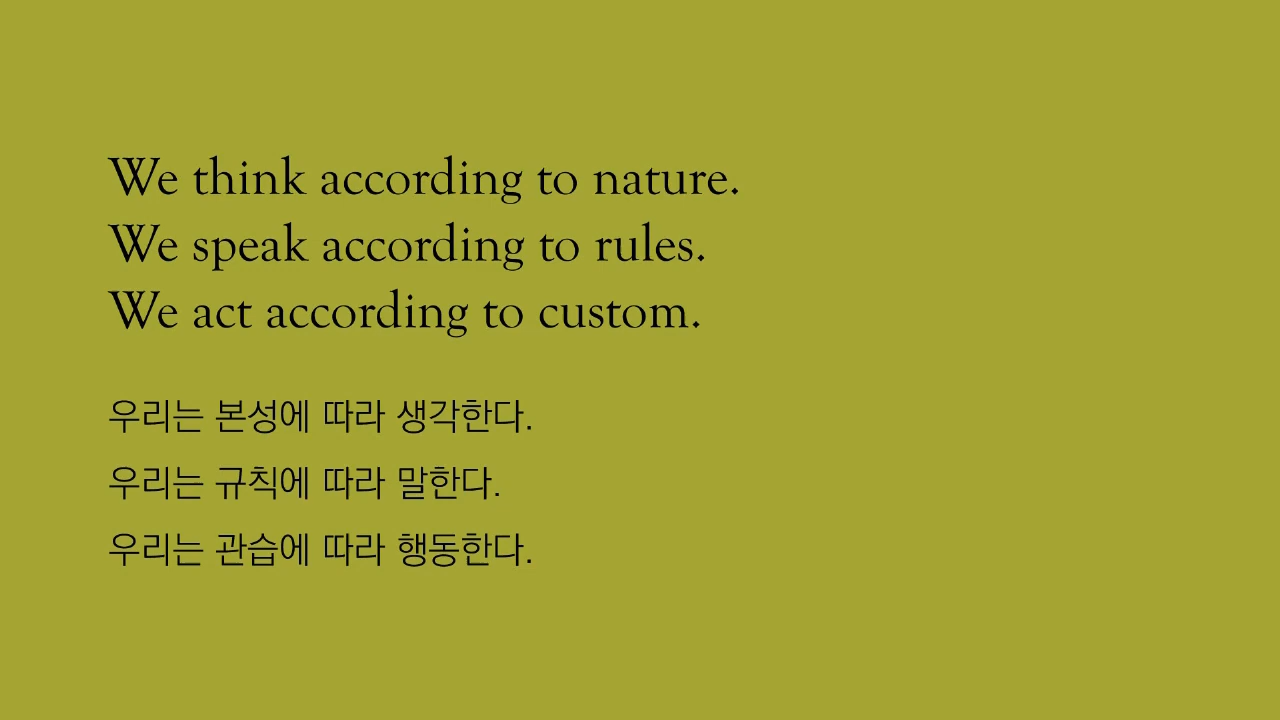 We think according to nature.
We speak according to rules.
We act according to custom.
우리는 본성에 따라 생각한다.
우리는 규칙에 따라 말한다.
우리는 관습에 따라 행동한다.